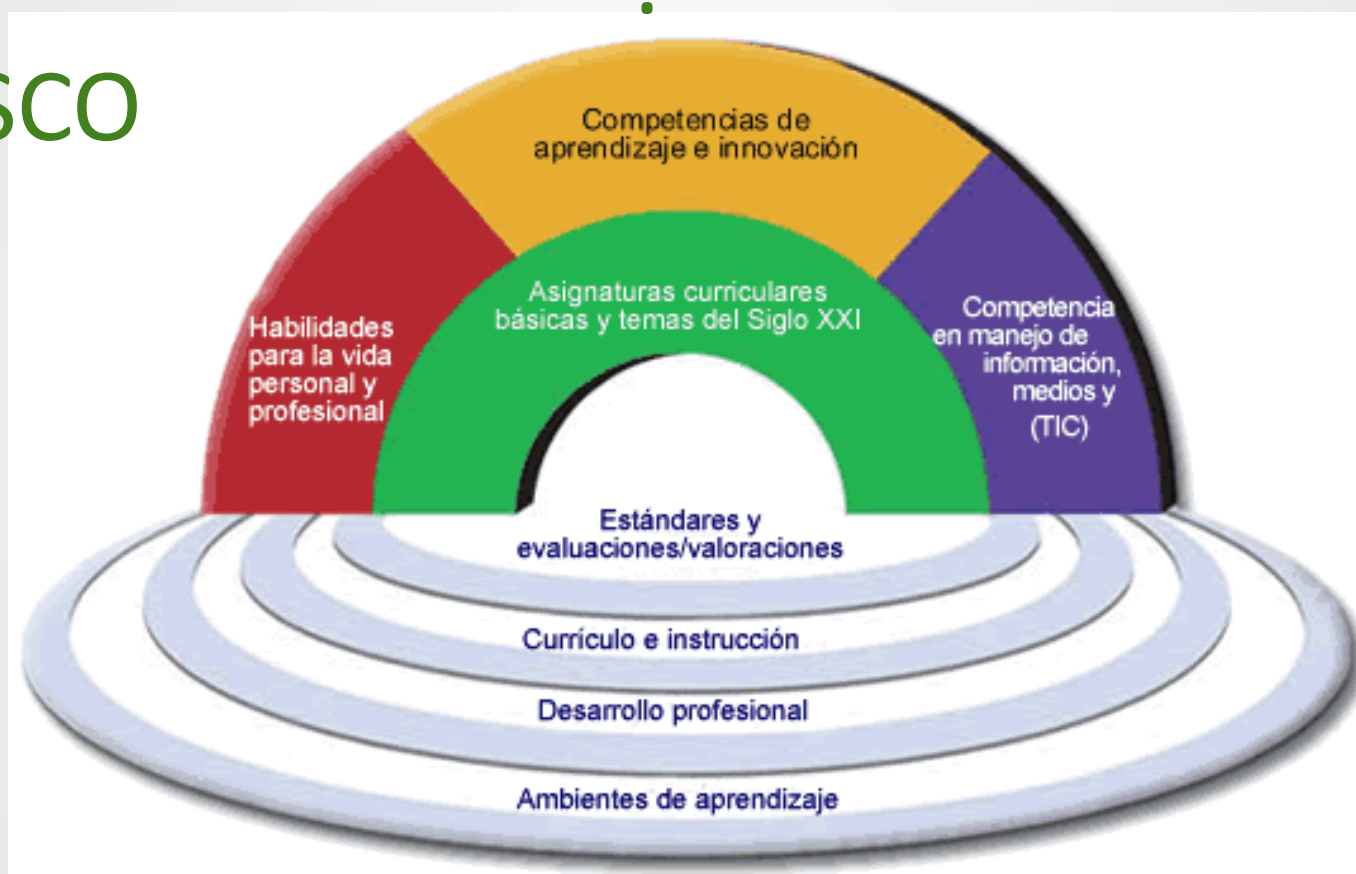 SCO
Competencias de
aprendizaje e innovación
Asignaturas curriculares
básicas y temas del Siglo XXI
Habilidades
para la vida
personal y
profesional
Competencia
en manejo de
información,
medios y
(TIC)
Estándares y
evaluaciones/valoraciones
Currículo e instrucción
Desarrollo profesional
Ambientes de aprendizaje